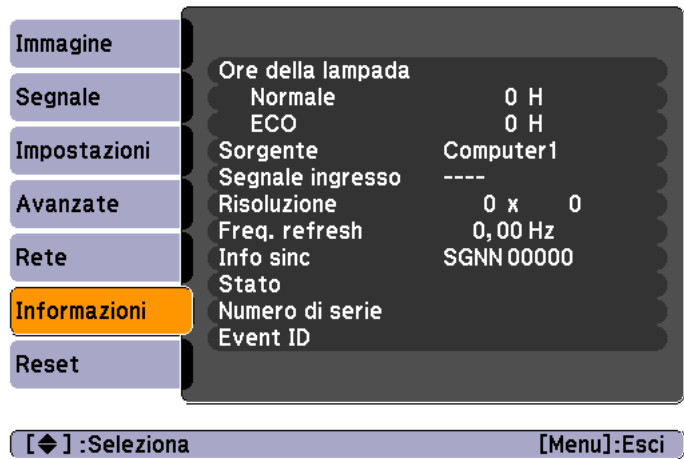 Immagine
Segnale
Impostazioni
Avanzate
Rete
Informazioni
Reset
Ore della lampada
Normale 0 H
ECO 0 H
Sorgente Computer1
Segnale ingresso ----
Risoluzione 0 x 0
Freq. refresh 0,00 Hz
Info sinc SGNN 00000
Stato
Numero di serie
Event ID
[◆] :Seleziona [Menu]:Esci